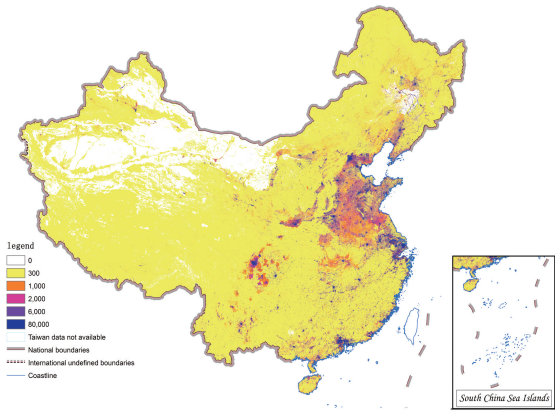 legend
0
300
1,000
2,000
6,000
80,000
Taiwan data not available
National boundaries
International undefined boundaries
Coastline
South China Sea Islands